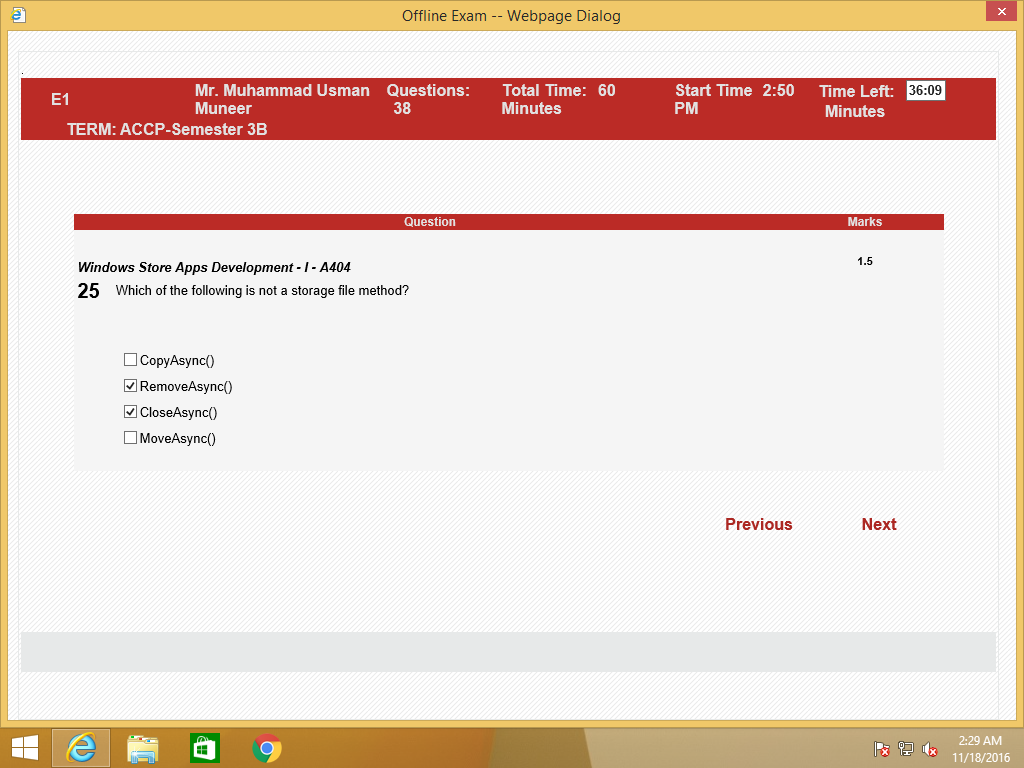 Offline Exam -- Webpage Dialog
.
E1
Mr. Muhammad Usman
Muneer
Questions:
38
Total Time: 60
Minutes
Start Time 2:50
PM
Time Left: 36:09
Minutes
TERM: ACCP-Semester 3B
Question Marks
Windows Store Apps Development - I - A404
1.5
25 Which of the following is not a storage file method?
CopyAsync()
RemoveAsync()
CloseAsync()
MoveAsync()
Previous Next
2:29 AM
11/18/2016